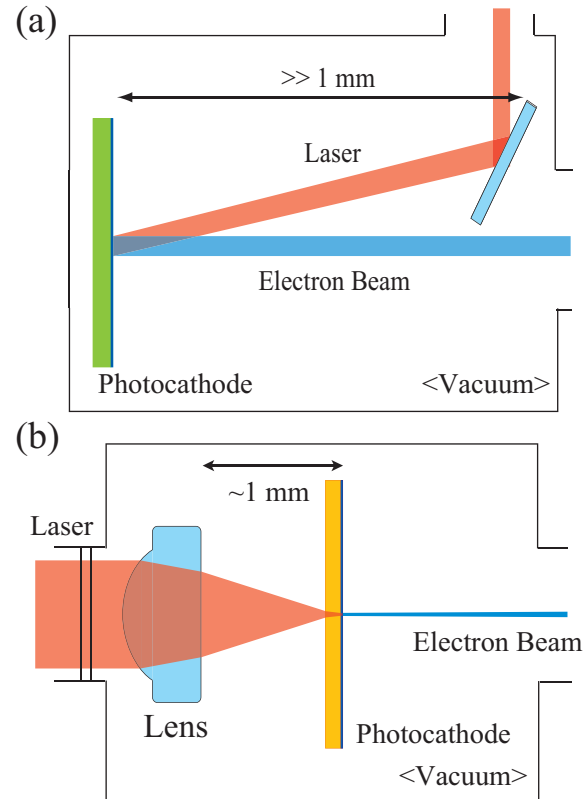 (a)
>> 1 mm
Laser
Electron Beam
Photocathode
<Vacuum>
(b)
~1 mm
Laser
Electron Beam
Lens
Photocathode
<Vacuum>